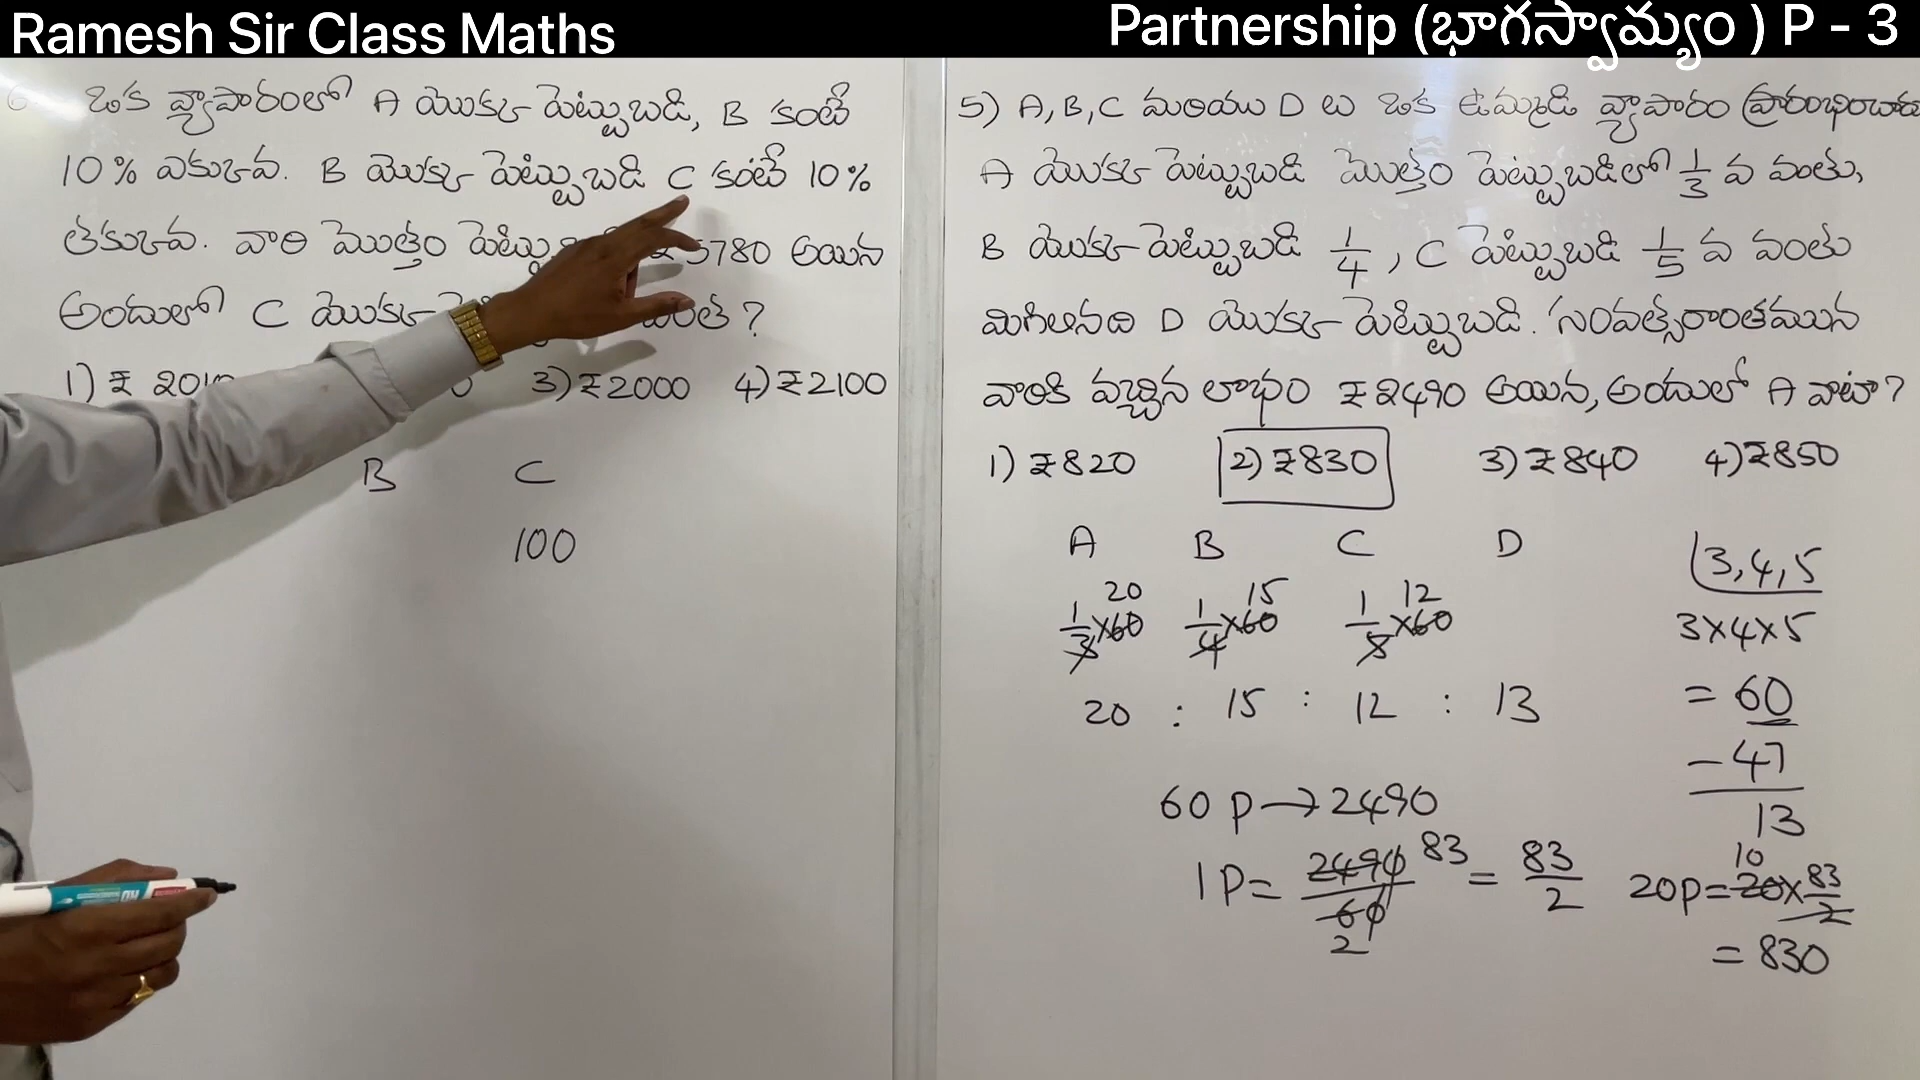 Ramesh Sir Class Maths
Partnership (భాగస్వామ్యం ) P - 3
ఒక వ్యాపారంలో A యొక్క పెట్టుబడి, B కంటే
10% ఎక్కువ. B యొక్క పెట్టుబడి C కంటే 10%
తక్కువ. వారి మొత్తం ₹5780 అయిన
అందులో C యొక్క ?
1) ₹ 3) ₹2000 4) ₹2100
B C
100
5) A, B, C మరియు D లు ఒక ఉమ్మడి వ్యాపారం ప్రారంభించారు
A యొక్క పెట్టుబడి మొత్తం పెట్టుబడిలో 1/3 వ వంతు,
B యొక్క పెట్టుబడి 1/4, C పెట్టుబడి 1/5 వ వంతు
మిగిలినది D యొక్క పెట్టుబడి. సంవత్సరాంతమున
వారికి వచ్చిన లాభం ₹2490 అయిన, అందులో A వాటా?
1) ₹820 2) ₹830 3) ₹840 4) ₹850
A B C D
20 15 12
1/3×60 1/4×60 1/5×60
20 : 15 : 12 : 13
3,4,5
3×4×5
= 60
- 47
13
60 P→2490
1P= 2490/60 83 = 83/2
2
10
20P=20×83/2
= 830